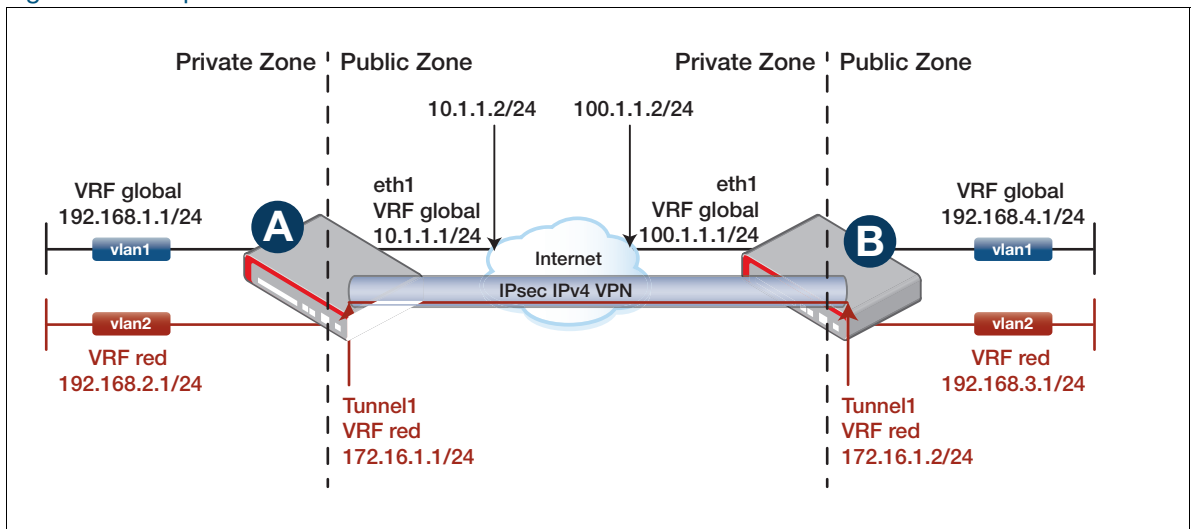 Private Zone
Public Zone
Private Zone
Public Zone
10.1.1.2/24
100.1.1.2/24
VRF global
192.168.1.1/24
vlan1
A
eth1
VRF global
10.1.1.1/24
Internet
IPsec IPv4 VPN
eth1
VRF global
100.1.1.1/24
B
VRF global
192.168.4.1/24
vlan1
vlan2
VRF red
192.168.2.1/24
Tunnel1
VRF red
172.16.1.1/24
Tunnel1
VRF red
172.16.1.2/24
vlan2
VRF red
192.168.3.1/24